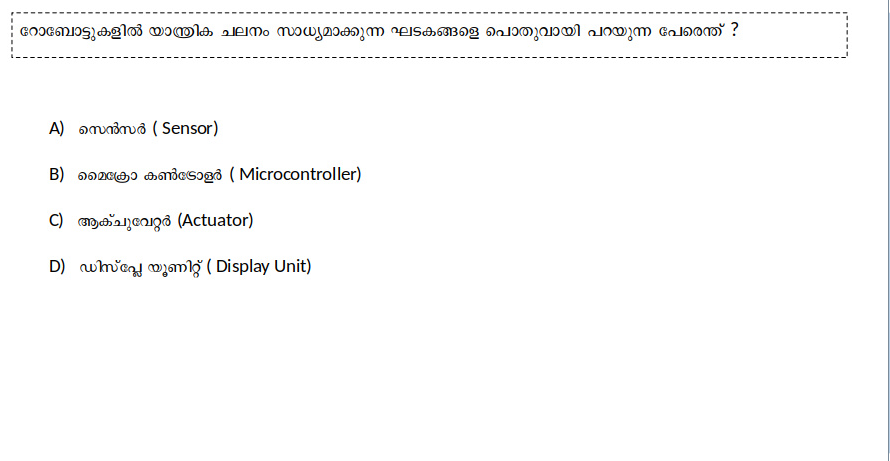 റോബോട്ടുകളിൽ യാന്ത്രിക ചലനം സാധ്യമാക്കുന്ന ഘടകങ്ങളെ പൊതുവായി പറയുന്ന പേരെന്ത് ?
A) സെൻസർ ( Sensor)
B) മൈക്രോ കൺട്രോളർ ( Microcontroller)
C) ആക്ചുവേറ്റർ (Actuator)
D) ഡിസ്പ്ലേ യൂണിറ്റ് ( Display Unit)